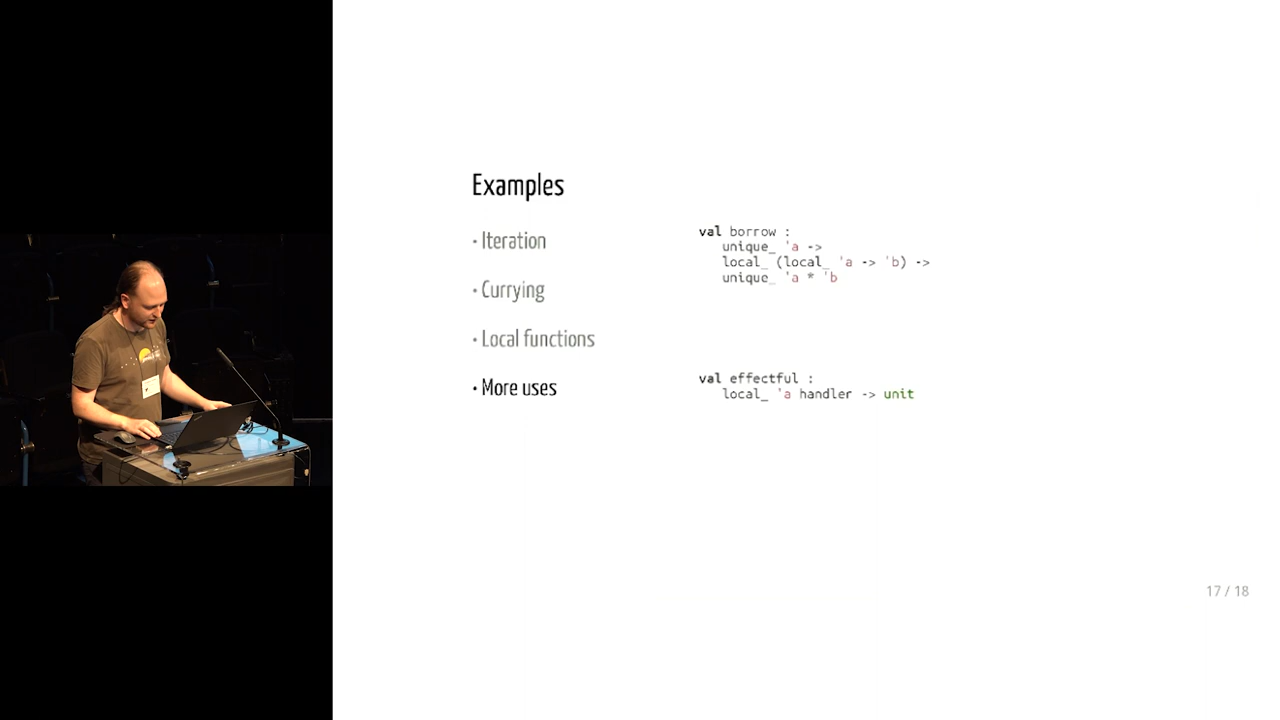 Examples
• Iteration
• Currying
• Local functions
• More uses
val borrow :
unique_ 'a ->
local_ (local_ 'a -> 'b) ->
unique_ 'a * 'b
val effectful :
local_ 'a handler -> unit
17 / 18